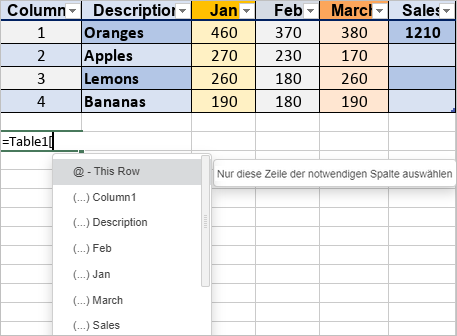 Column Description Jan Feb March Sales
1 Oranges 460 370 380 1210
2 Apples 270 230 170
3 Lemons 260 180 260
4 Bananas 190 180 190
=Table1[
@ - This Row
Nur diese Zeile der notwendigen Spalte auswählen
(...) Column1
(...) Description
(...) Feb
(...) Jan
(...) March
(...) Sales